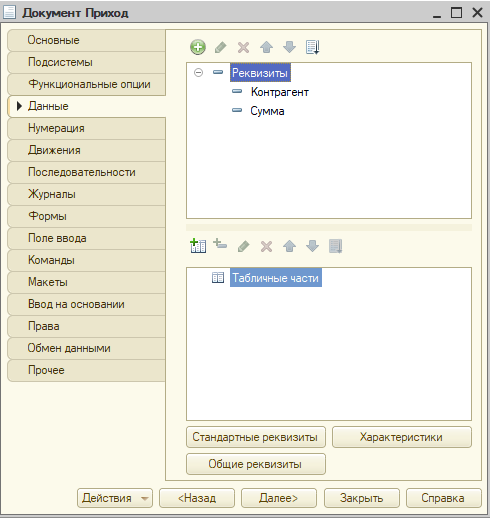 Документ Приход
Основные
Подсистемы
Функциональные опции
Данные
Нумерация
Движения
Последовательности
Журналы
Формы
Поле ввода
Команды
Макеты
Ввод на основании
Права
Обмен данными
Прочее
Реквизиты
Контрагент
Сумма
Табличные части
Стандартные реквизиты
Характеристики
Общие реквизиты
Действия
<Назад
Далее>
Закрыть
Справка